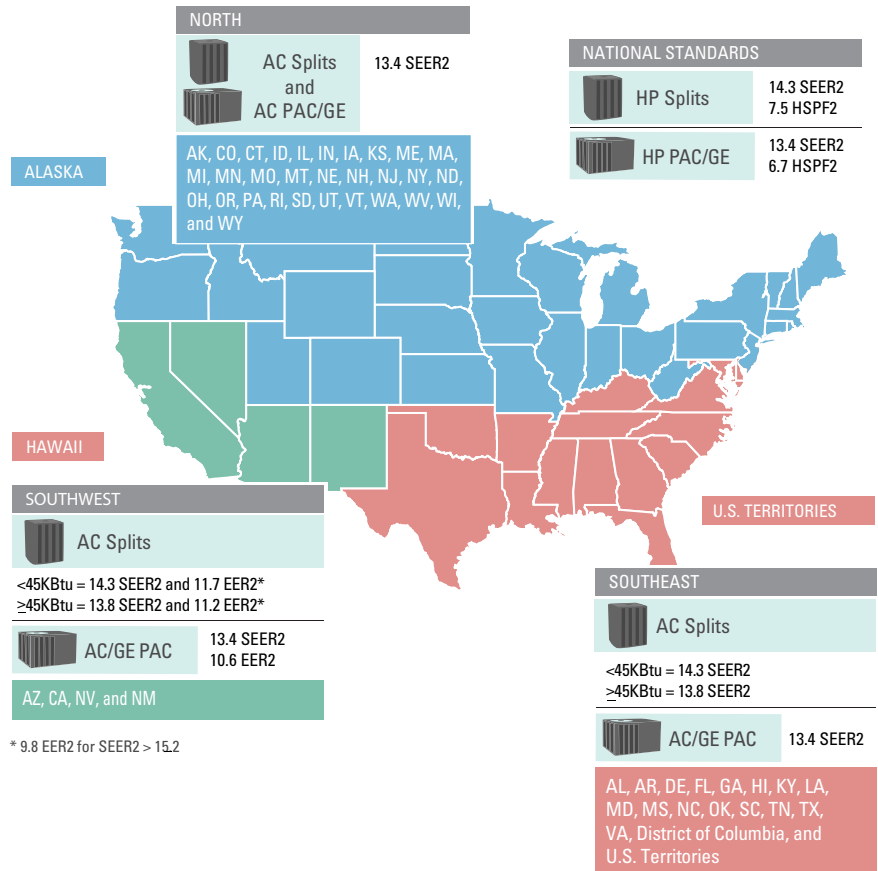 NORTH
AC Splits
and
AC PAC/GE
13.4 SEER2
AK, CO, CT, ID, IL, IN, IA, KS, ME, MA,
MI, MN, MO, MT, NE, NH, NJ, NY, ND,
OH, OR, PA, RI, SD, UT, VT, WA, WV, WI,
and WY
NATIONAL STANDARDS
HP Splits
14.3 SEER2
7.5 HSPF2
HP PAC/GE
13.4 SEER2
6.7 HSPF2
ALASKA
HAWAII
SOUTHWEST
AC Splits
<45KBtu = 14.3 SEER2 and 11.7 EER2*
≥45KBtu = 13.8 SEER2 and 11.2 EER2*
AC/GE PAC
13.4 SEER2
10.6 EER2
AZ, CA, NV, and NM
* 9.8 EER2 for SEER2 > 15.2
U.S. TERRITORIES
SOUTHEAST
AC Splits
<45KBtu = 14.3 SEER2
≥45KBtu = 13.8 SEER2
AC/GE PAC
13.4 SEER2
AL, AR, DE, FL, GA, HI, KY, LA,
MD, MS, NC, OK, SC, TN, TX,
VA, District of Columbia, and
U.S. Territories